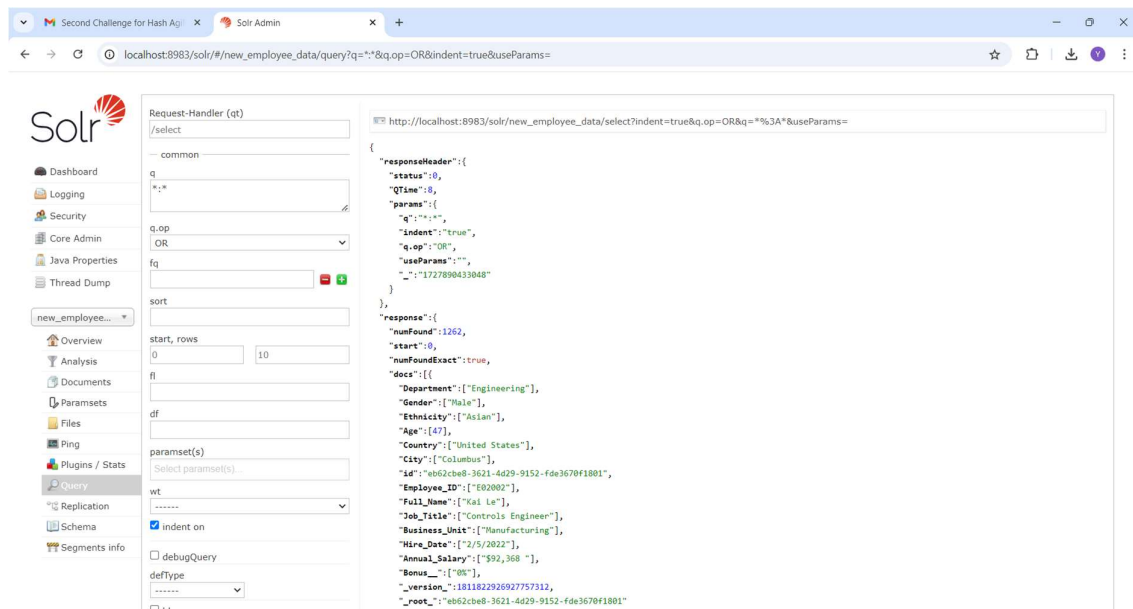 Second Challenge for Hash Agil
Solr Admin
localhost:8983/solr/#/new_employee_data/query?q=*:*&q.op=OR&indent=true&useParams=
Y
Solr
Dashboard
Logging
Security
Core Admin
Java Properties
Thread Dump
new_employee...
Overview
Analysis
Documents
Paramsets
Files
Ping
Plugins / Stats
Query
Replication
Schema
Segments info
Request-Handler (qt)
/select
common
q
*:*
q.op
OR
fq
sort
start, rows
0 10
fl
df
paramset(s)
Select paramset(s)...
wt
------
indent on
debugQuery
defType
------
http://localhost:8983/solr/new_employee_data/select?indent=true&q.op=OR&q=*%3A*&useParams=
{
"responseHeader":{
"status":0,
"QTime":8,
"params":{
"q":"*:*",
"indent":"true",
"q.op":"OR",
"useParams":"",
"_":"1727890433048"
}
},
"response":{
"numFound":1262,
"start":0,
"numFoundExact":true,
"docs":[{
"Department":["Engineering"],
"Gender":["Male"],
"Ethnicity":["Asian"],
"Age":[47],
"Country":["United States"],
"City":["Columbus"],
"id":"eb62cbe8-3621-4d29-9152-fde3670f1801",
"Employee_ID":["E02002"],
"Full_Name":["Kai Le"],
"Job_Title":["Controls Engineer"],
"Business_Unit":["Manufacturing"],
"Hire_Date":["2/5/2022"],
"Annual_Salary":["$92,368 "],
"Bonus__":["0%"],
"_version_":1811822926927757312,
"_root_":"eb62cbe8-3621-4d29-9152-fde3670f1801"